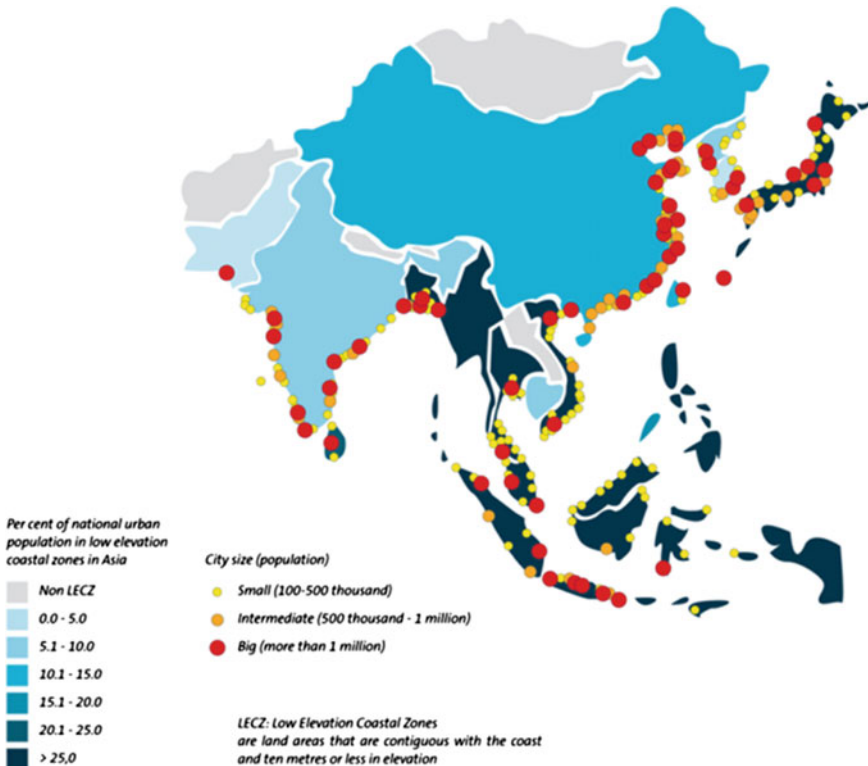 Per cent of national urban
population in low elevation
coastal zones in Asia
Non LECZ
0.0 - 5.0
5.1 - 10.0
10.1 - 15.0
15.1 - 20.0
20.1 - 25.0
> 25,0
City size (population)
Small (100-500 thousand)
Intermediate (500 thousand - 1 million)
Big (more than 1 million)
LECZ: Low Elevation Coastal Zones
are land areas that are contiguous with the coast
and ten metres or less in elevation